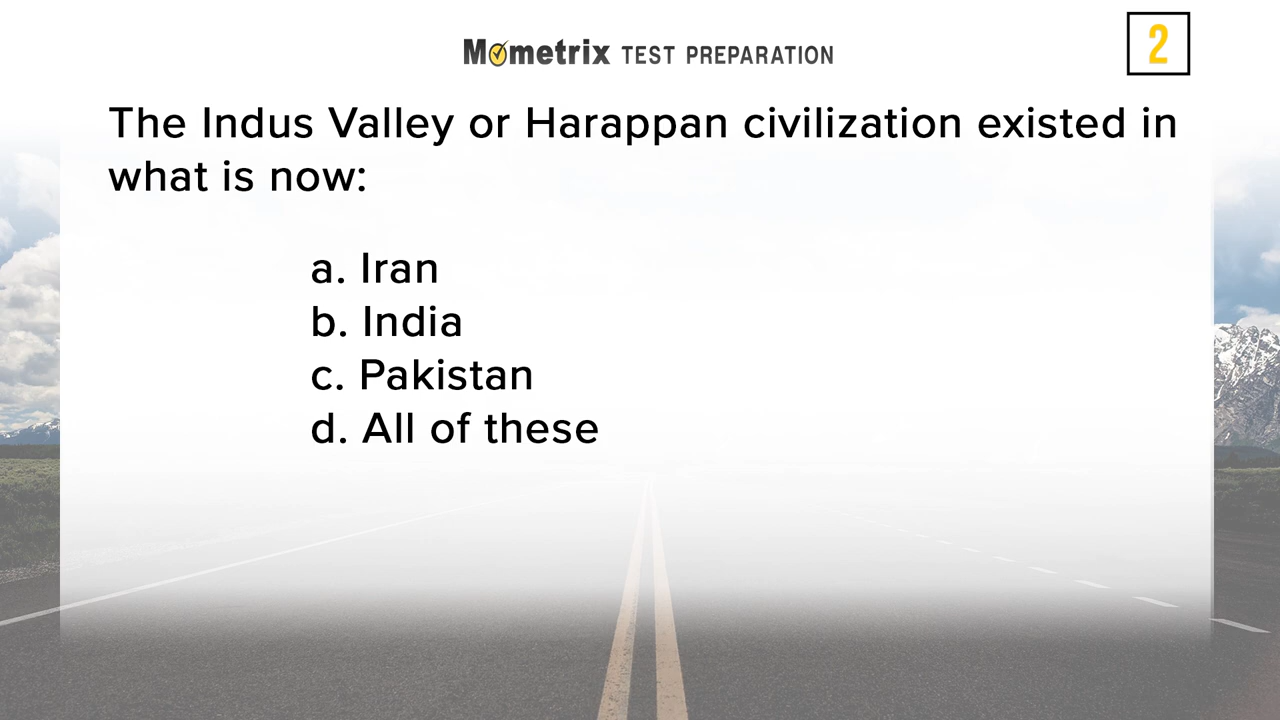 Mometrix TEST PREPARATION
2
The Indus Valley or Harappan civilization existed in
what is now:
a. Iran
b. India
c. Pakistan
d. All of these